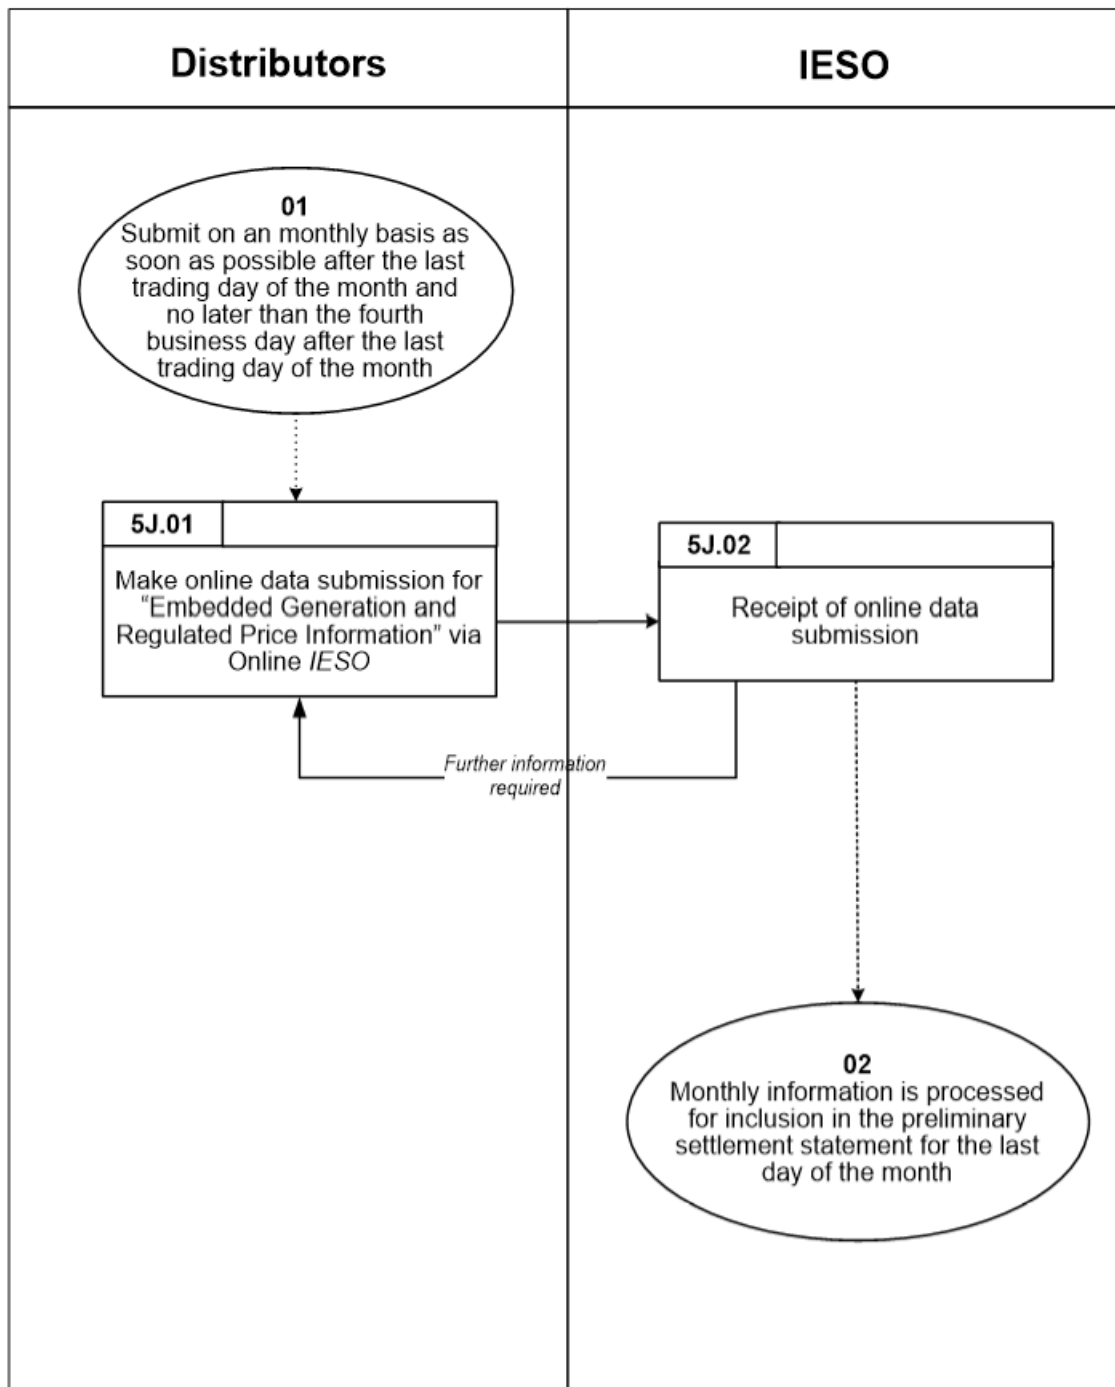 Distributors
IESO
01
Submit on an monthly basis as
soon as possible after the last
trading day of the month and
no later than the fourth
business day after the last
trading day of the month
5J.01
Make online data submission for
“Embedded Generation and
Regulated Price Information” via
Online IESO
5J.02
Receipt of online data
submission
Further information
required
02
Monthly information is processed
for inclusion in the preliminary
settlement statement for the last
day of the month